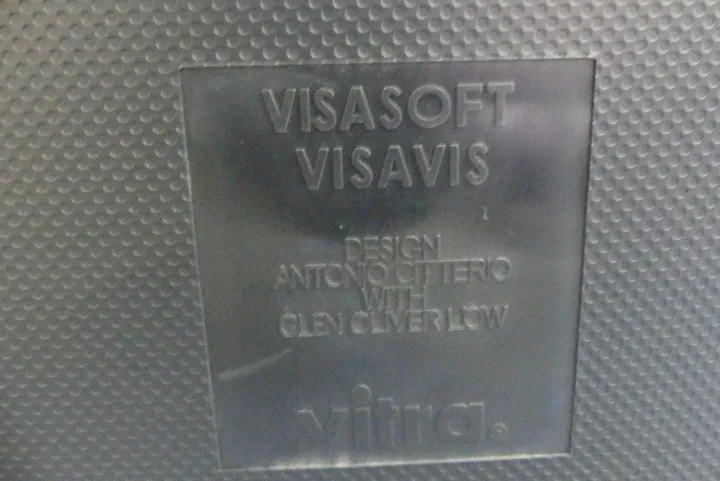 VISASOFT
VISAVIS
DESIGN
ANTONIO CITTERIO
WITH
GLEN OLIVER LOW
vitra.